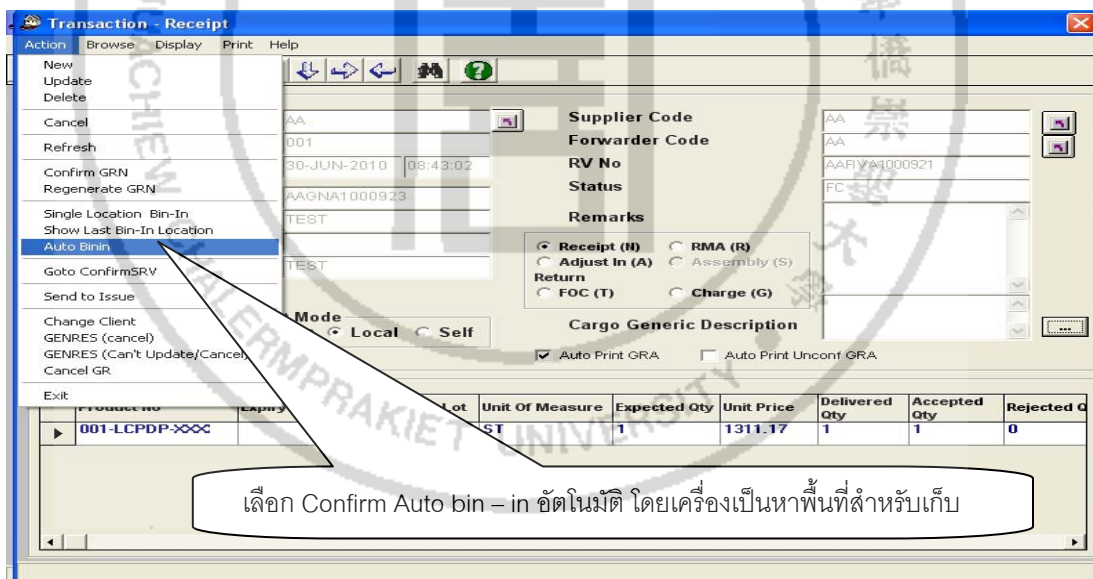 Transaction - Receipt
Action Browse Display Print Help
New
Update
Delete
Cancel
Refresh
Confirm GRN
Regenerate GRN
Single Location Bin-In
Show Last Bin-In Location
Auto Binin
Goto ConfirmSRV
Send to Issue
Change Client
GENRES (cancel)
GENRES (Can't Update/Cancel)
Cancel GR
Exit
AA
001
30-JUN-2010 08:43:02
AAGNA1000923
TEST
TEST
Mode
Local Self
Supplier Code AA
Forwarder Code AA
RV No AARVA1000921
Status FC
Remarks
Receipt (N) RMA (R)
Adjust In (A) Assembly (S)
Return
FOC (T) Charge (G)
Cargo Generic Description
...
Auto Print GRA Auto Print Unconf GRA
Product No Lot Unit Of Measure Expected Qty Unit Price Delivered Qty Accepted Qty Rejected Q
001-LCPDP-XXX ST 1 1311.17 1 1 0
เลือก Confirm Auto bin – in อัตโนมัติ โดยเครื่องเป็นหาพื้นที่สำหรับเก็บ
CHALERMPRAKIET UNIVERSITY